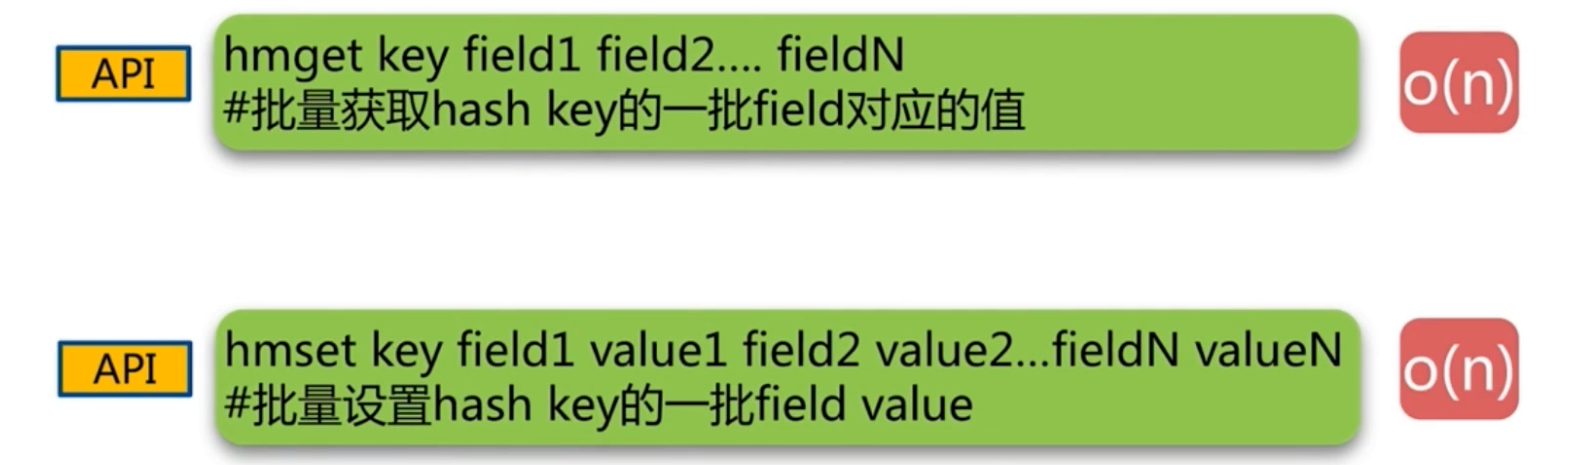 API
hmget key field1 field2.... fieldN
#批量获取hash key的一批field对应的值
o(n)
API
hmset key field1 value1 field2 value2...fieldN valueN
#批量设置hash key的一批field value
o(n)